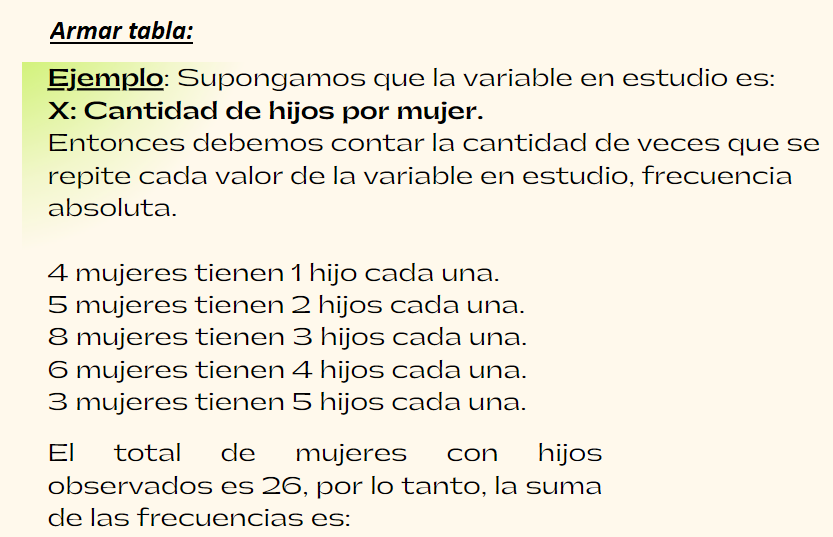 Armar tabla:
Ejemplo: Supongamos que la variable en estudio es:
X: Cantidad de hijos por mujer.
Entonces debemos contar la cantidad de veces que se
repite cada valor de la variable en estudio, frecuencia
absoluta.
4 mujeres tienen 1 hijo cada una.
5 mujeres tienen 2 hijos cada una.
8 mujeres tienen 3 hijos cada una.
6 mujeres tienen 4 hijos cada una.
3 mujeres tienen 5 hijos cada una.
El total de mujeres con hijos
observados es 26, por lo tanto, la suma
de las frecuencias es: